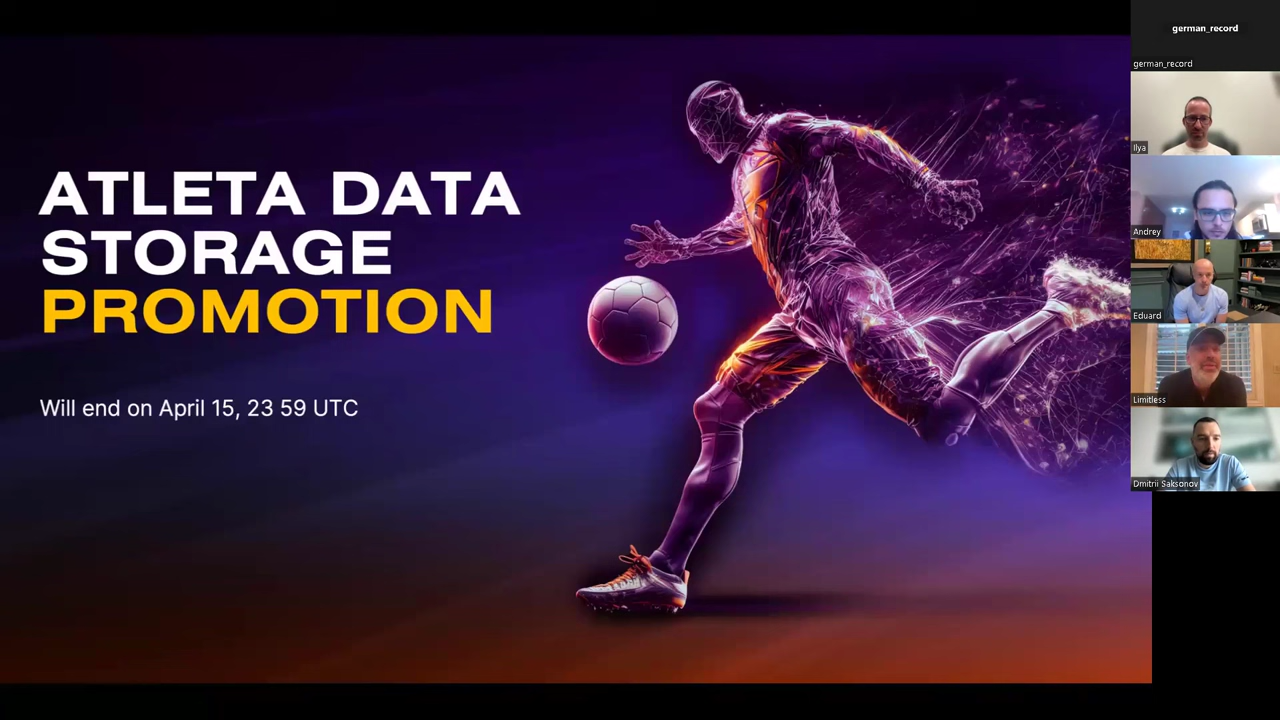 ATLETA DATA
STORAGE
PROMOTION
Will end on April 15, 23 59 UTC
german_record
german_record
Ilya
Andrey
Eduard
Limitless
Dmitrii Saksonov